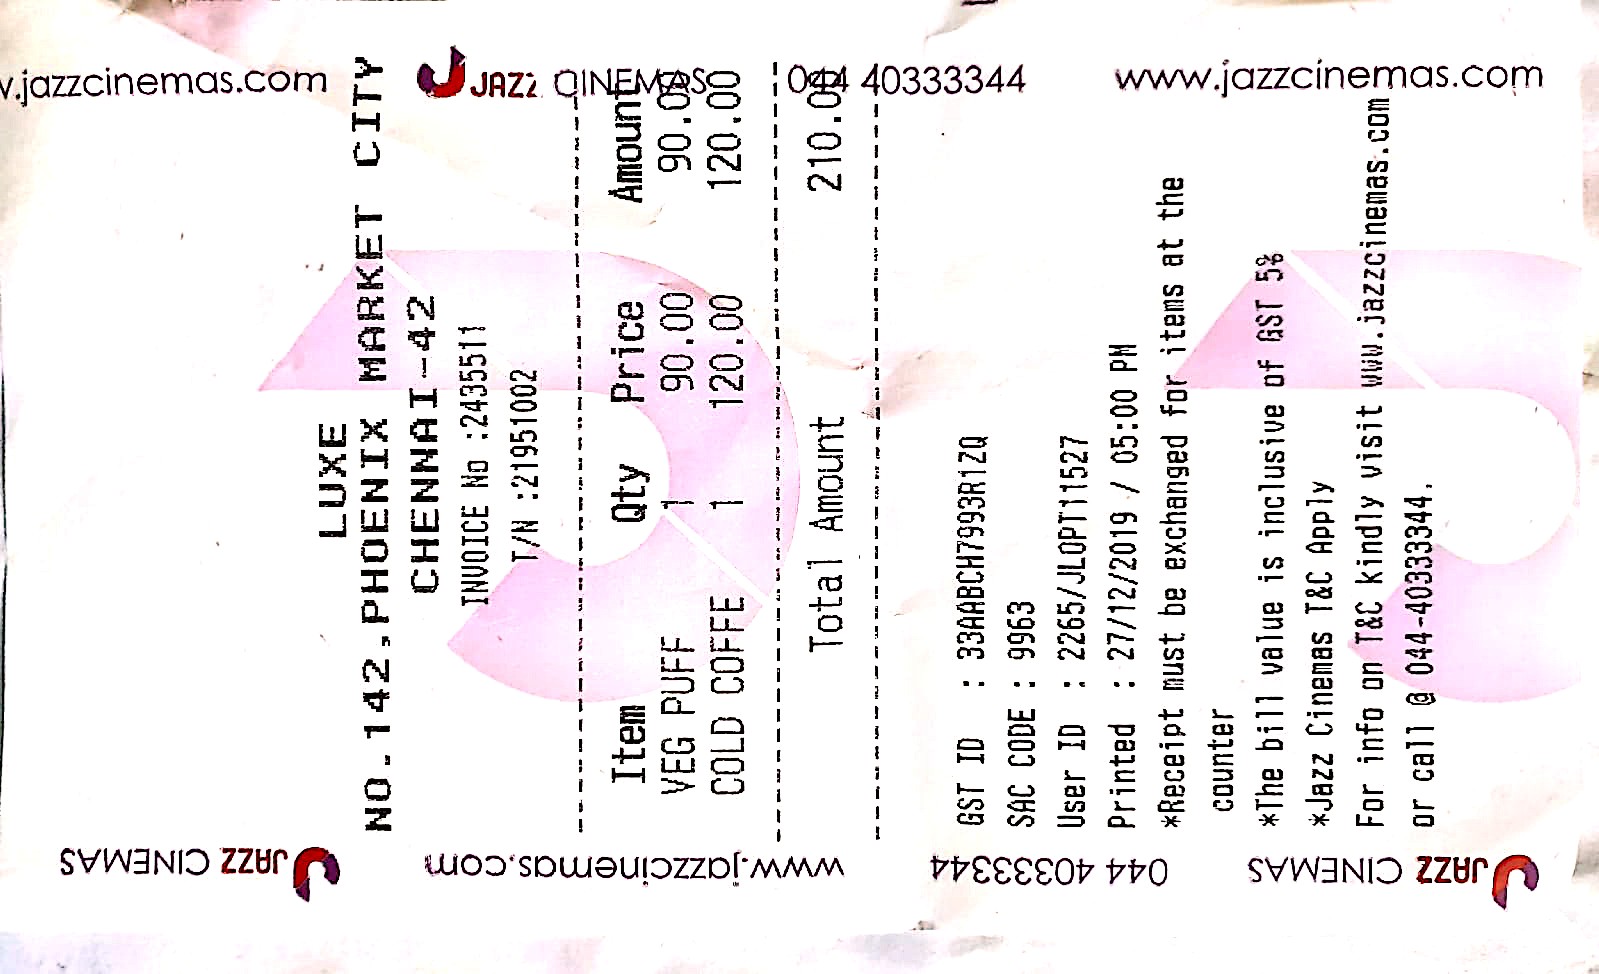 LUXE
NO.142,PHOENIX MARKET CITY
CHENNAI-42
INVOICE No :2435511
T/N :21951002
Item Qty Price Amount
VEG PUFF 1 90.00 90.00
COLD COFFE 1 120.00 120.00
Total Amount 210.00
GST ID : 33AABCH7993R1ZQ
SAC CODE : 9963
User ID : 2265/JLOPT11527
Printed : 27/12/2019 / 05:00 PM
*Receipt must be exchanged for items at the
counter
*The bill value is inclusive of GST 5%
*Jazz Cinemas T&C Apply
For info on T&C kindly visit www.jazzcinemas.com
or call @ 044-40333344.
v.jazzcinemas.com JAZZ CINEMAS 044 40333344 www.jazzcinemas.com
JAZZ CINEMAS 044 40333344 www.jazzcinemas.com JAZZ CINEMAS